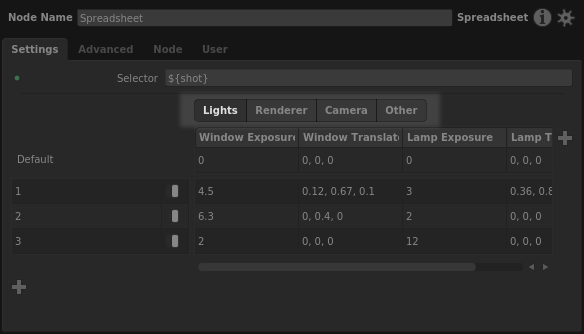 Node Name Spreadsheet Spreadsheet
Settings Advanced Node User
Selector ${shot}
Lights Renderer Camera Other
Window Exposure Window Translate Lamp Exposure Lamp T
Default 0 0, 0, 0 0 0, 0, 0
1 4.5 0.12, 0.67, 0.1 3 0.36, 0.8
2 6.3 0, 0.4, 0 2 0, 0, 0
3 2 0, 0, 0 12 0, 0, 0